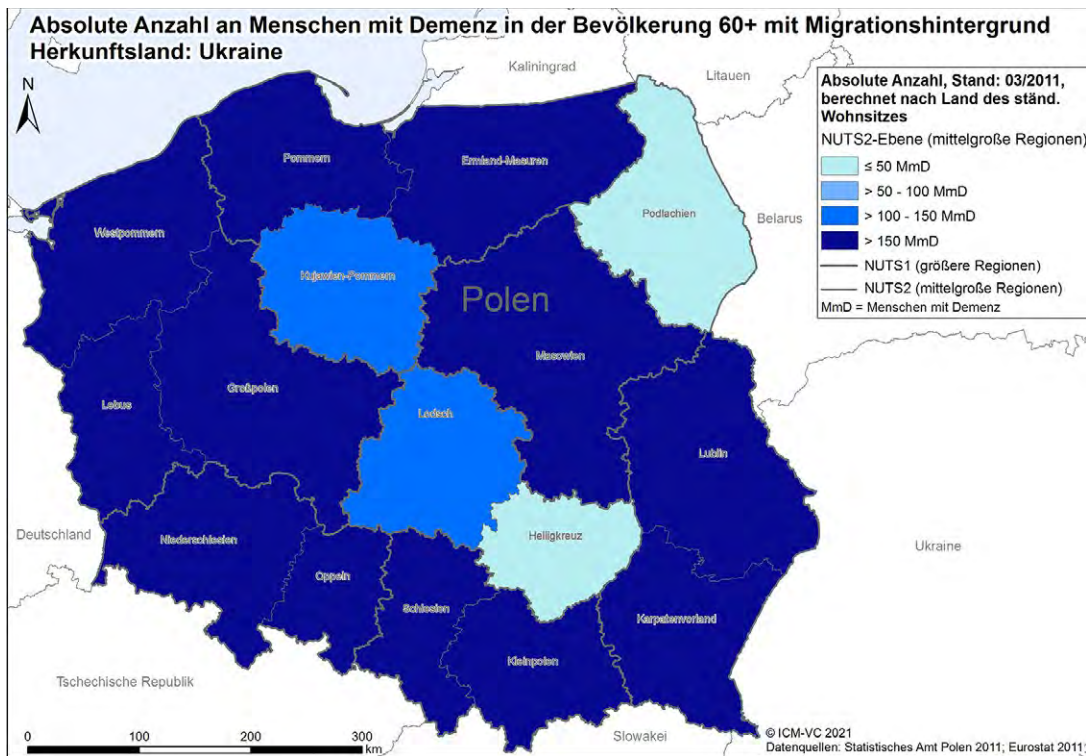 Absolute Anzahl an Menschen mit Demenz in der Bevölkerung 60+ mit Migrationshintergrund
Herkunftsland: Ukraine
Kaliningrad
Litauen
N
Absolute Anzahl, Stand: 03/2011,
berechnet nach Land des ständ.
Wohnsitzes
NUTS2-Ebene (mittelgroße Regionen)
≤ 50 MmD
> 50 - 100 MmD
> 100 - 150 MmD
> 150 MmD
NUTS1 (größere Regionen)
NUTS2 (mittelgroße Regionen)
MmD = Menschen mit Demenz
Pommern
Ermland-Masuren
Podlachien
Belarus
Westpommern
Kujawien-Pommern
Polen
Masowien
Großpolen
Lebus
Lodsch
Lublin
Deutschland
Niederschlesien
Heiligkreuz
Ukraine
Oppeln
Schlesien
Karpatenvorland
Kleinpolen
Tschechische Republik
Slowakei
0 100 200 300
km
© ICM-VC 2021
Datenquellen: Statistisches Amt Polen 2011; Eurostat 2011